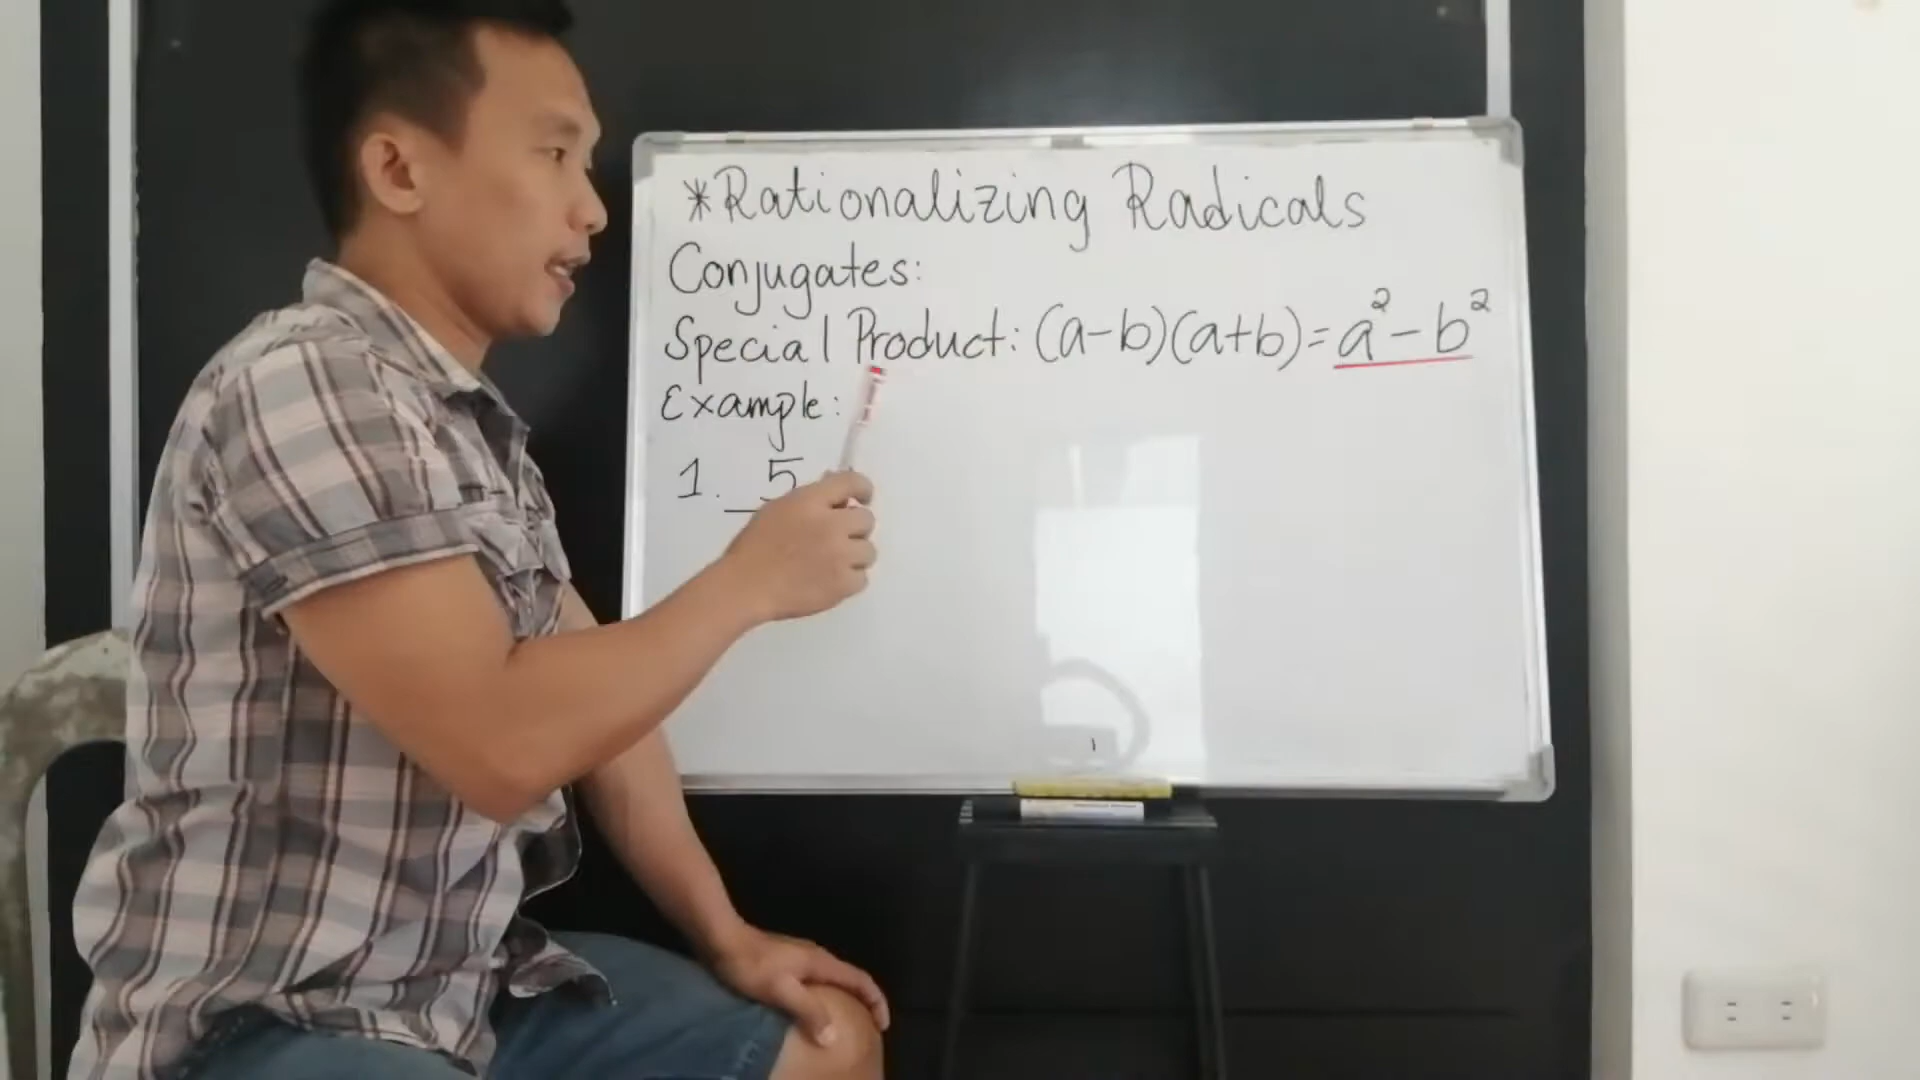 *Rationalizing Radicals
Conjugates:
Special Product: (a-b)(a+b)= a² - b²
Example:
1. 5